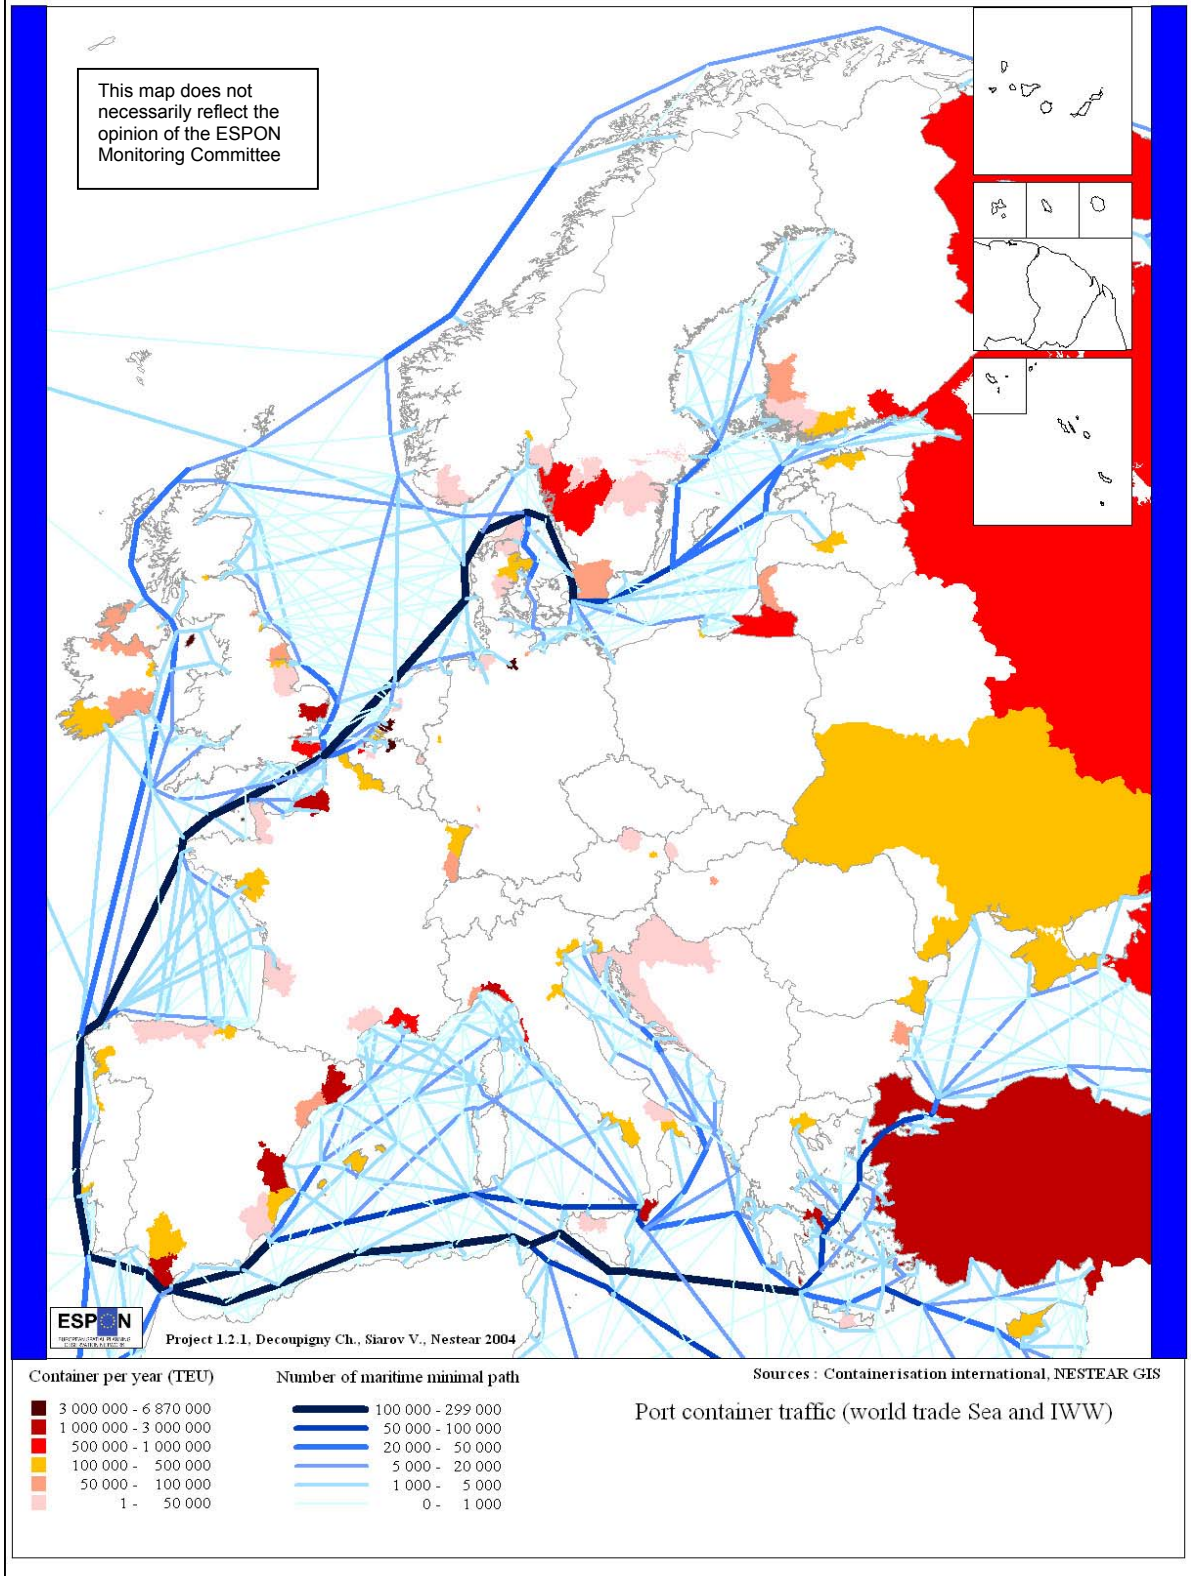 This map does not
necessarily reflect the
opinion of the ESPON
Monitoring Committee
ESPON
Project 1.2.1, Decoupigny Ch., Siarov V., Nestear 2004
Container per year (TEU)
3 000 000 - 6 870 000
1 000 000 - 3 000 000
500 000 - 1 000 000
100 000 - 500 000
50 000 - 100 000
1 - 50 000
Number of maritime minimal path
100 000 - 299 000
50 000 - 100 000
20 000 - 50 000
5 000 - 20 000
1 000 - 5 000
0 - 1 000
Sources : Containerisation international, NESTEAR GIS
Port container traffic (world trade Sea and IWW)